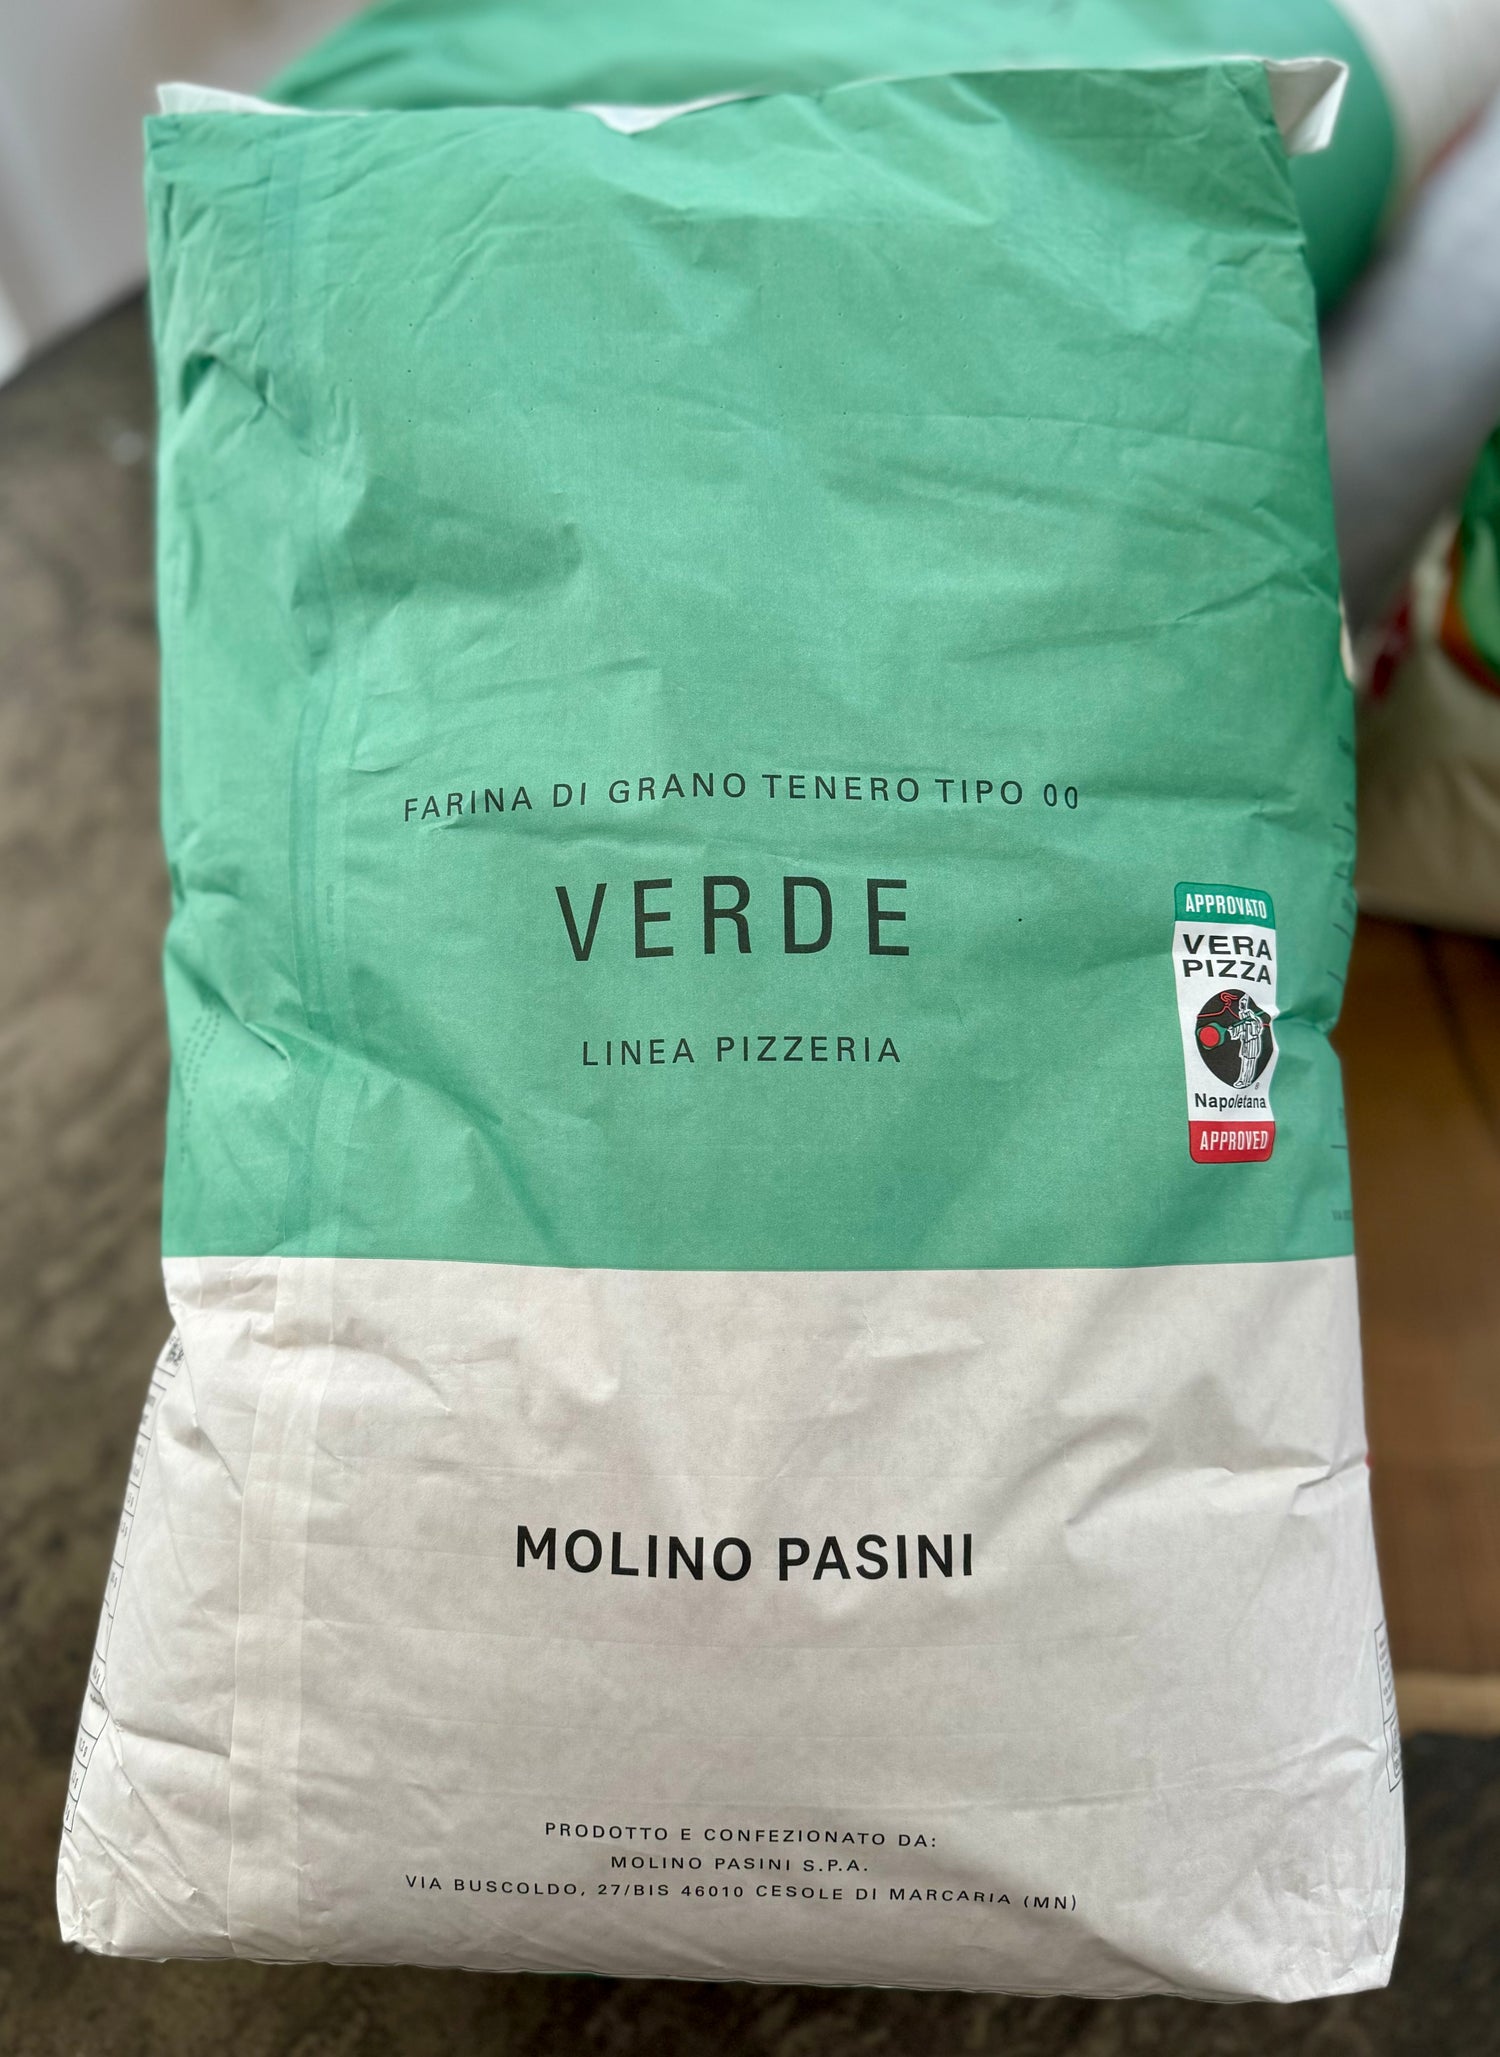 FARINA DI GRANO TENERO TIPO 00
VERDE
LINEA PIZZERIA
APPROVATO
VERA
PIZZA
Napoletana
APPROVED
MOLINO PASINI
PRODOTTO E CONFEZIONATO DA:
MOLINO PASINI S.P.A.
VIA BUSCOLDO, 27/BIS 46010 CESOLE DI MARCARIA (MN)